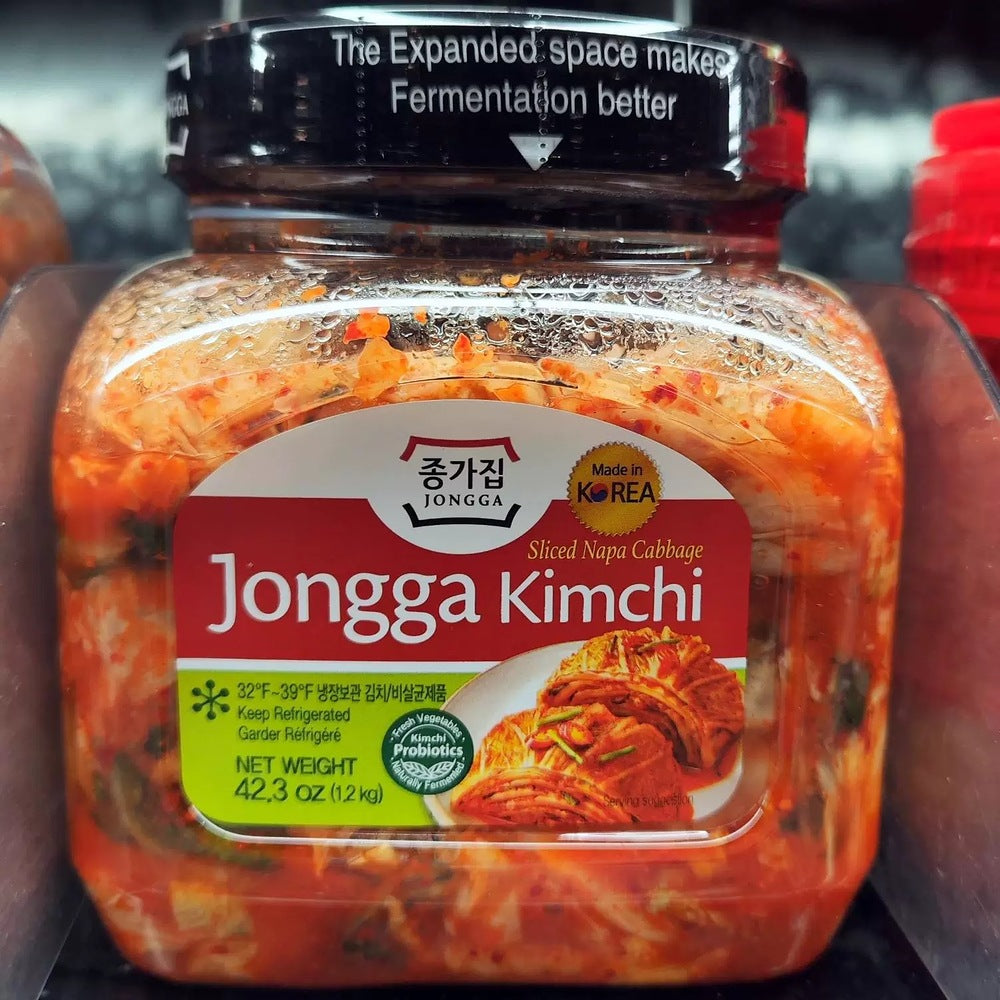 The Expanded space makes
Fermentation better
종가집
JONGGA
Made in
KOREA
Sliced Napa Cabbage
Jongga Kimchi
32°F~39°F 냉장보관 김치/비살균제품
Keep Refrigerated
Garder Réfrigéré
NET WEIGHT
42.3 oz (1.2 kg)
Fresh Vegetables
Kimchi
Probiotics
Naturally Fermented
Serving suggestion